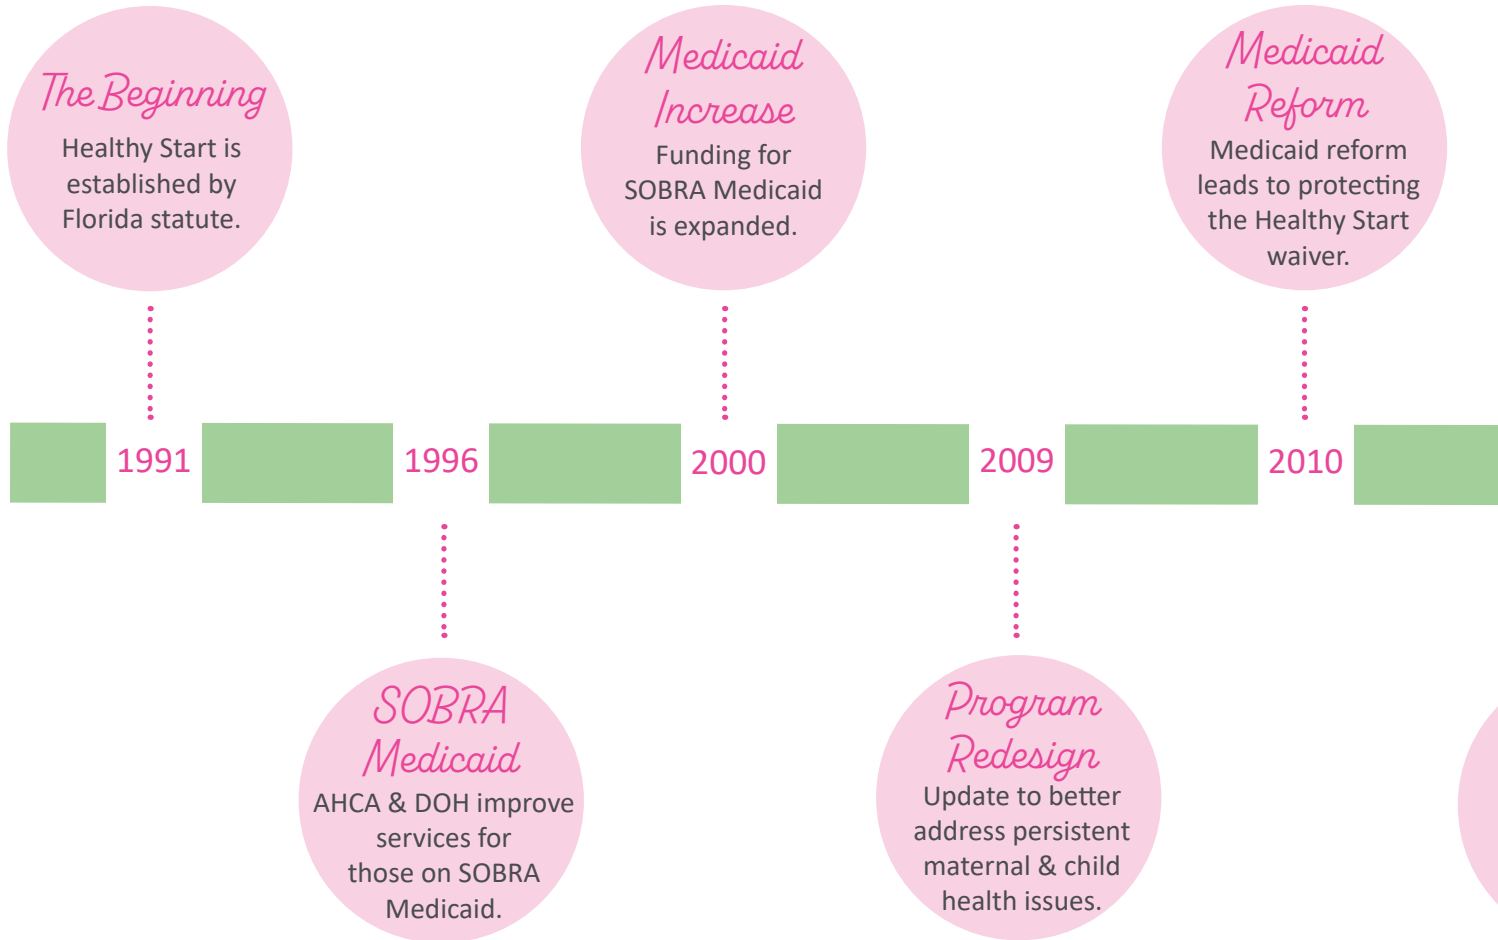 The Beginning
Healthy Start is
established by
Florida statute.
Medicaid
Increase
Funding for
SOBRA Medicaid
is expanded.
Medicaid
Reform
Medicaid reform
leads to protecting
the Healthy Start
waiver.
1991
1996
2000
2009
2010
SOBRA
Medicaid
AHCA & DOH improve
services for
those on SOBRA
Medicaid.
Program
Redesign
Update to better
address persistent
maternal & child
health issues.